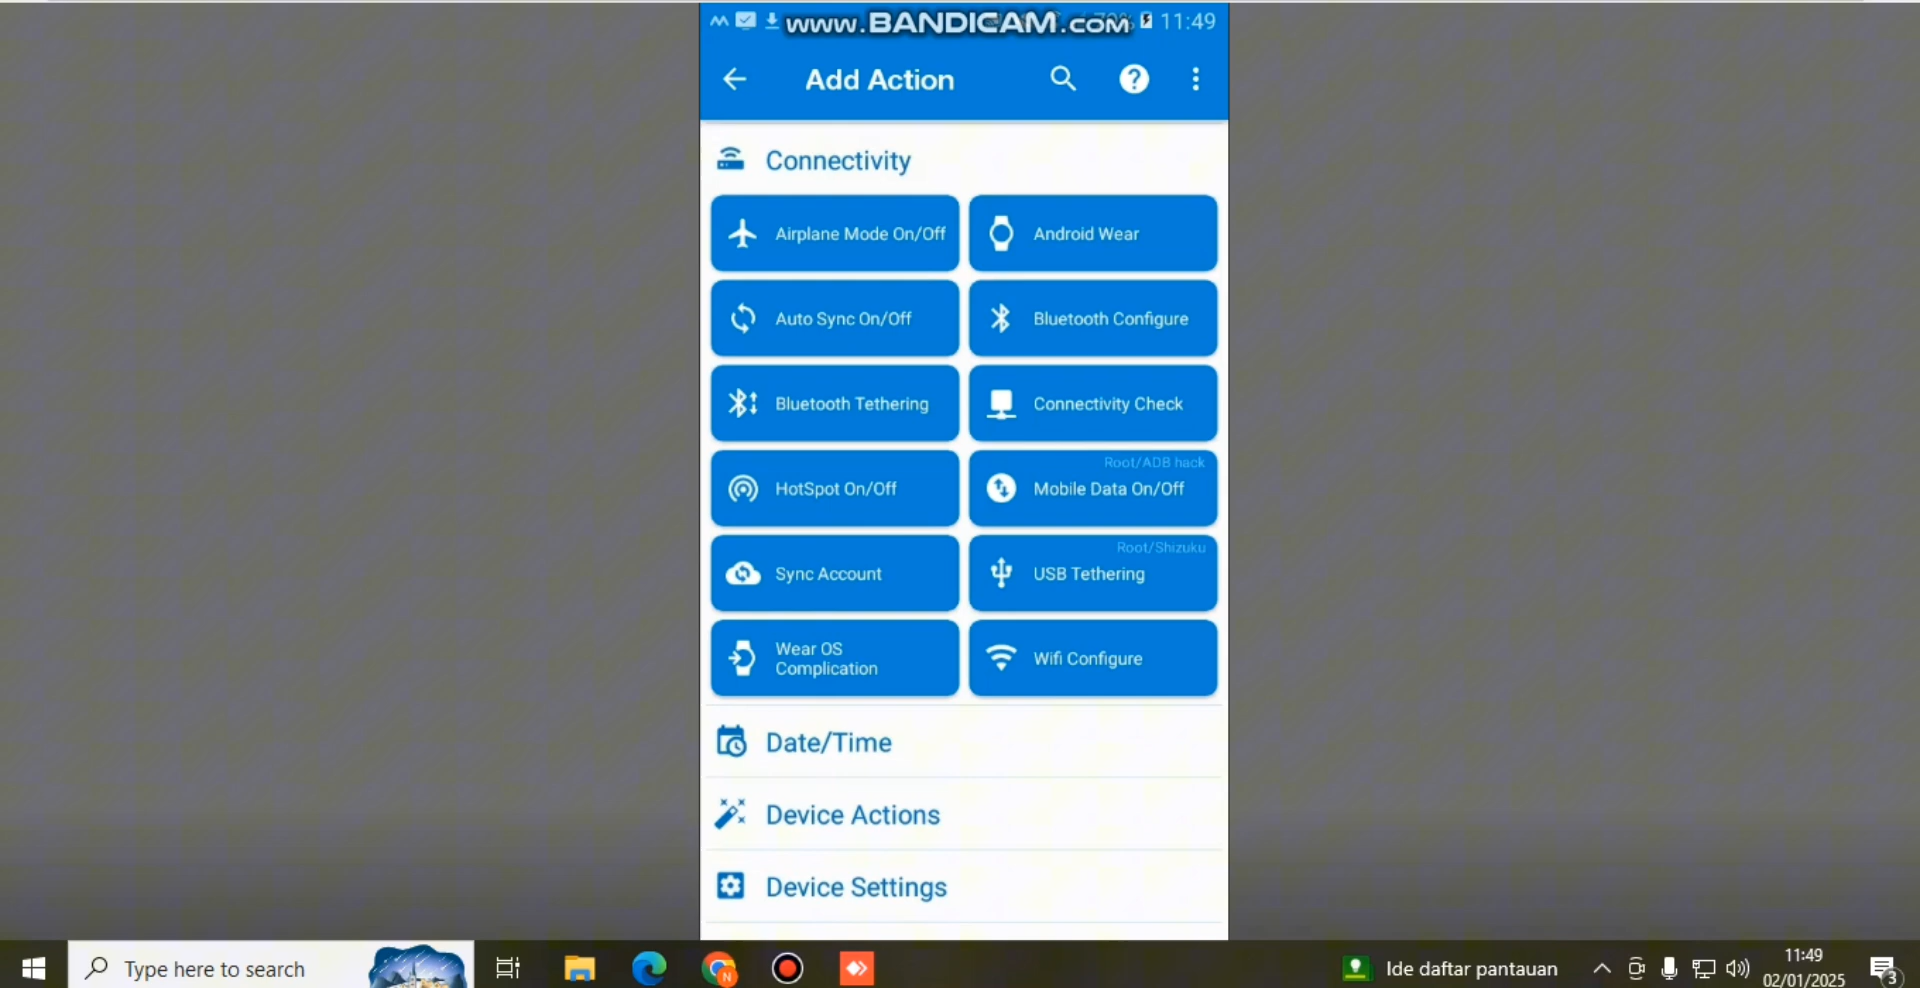 www.BANDICAM.com
11:49
Add Action
Connectivity
Airplane Mode On/Off
Android Wear
Auto Sync On/Off
Bluetooth Configure
Bluetooth Tethering
Connectivity Check
HotSpot On/Off
Root/ADB hack
Mobile Data On/Off
Sync Account
Root/Shizuku
USB Tethering
Wear OS
Complication
Wifi Configure
Date/Time
Device Actions
Device Settings
Type here to search
N
Ide daftar pantauan
11:49
02/01/2025
3